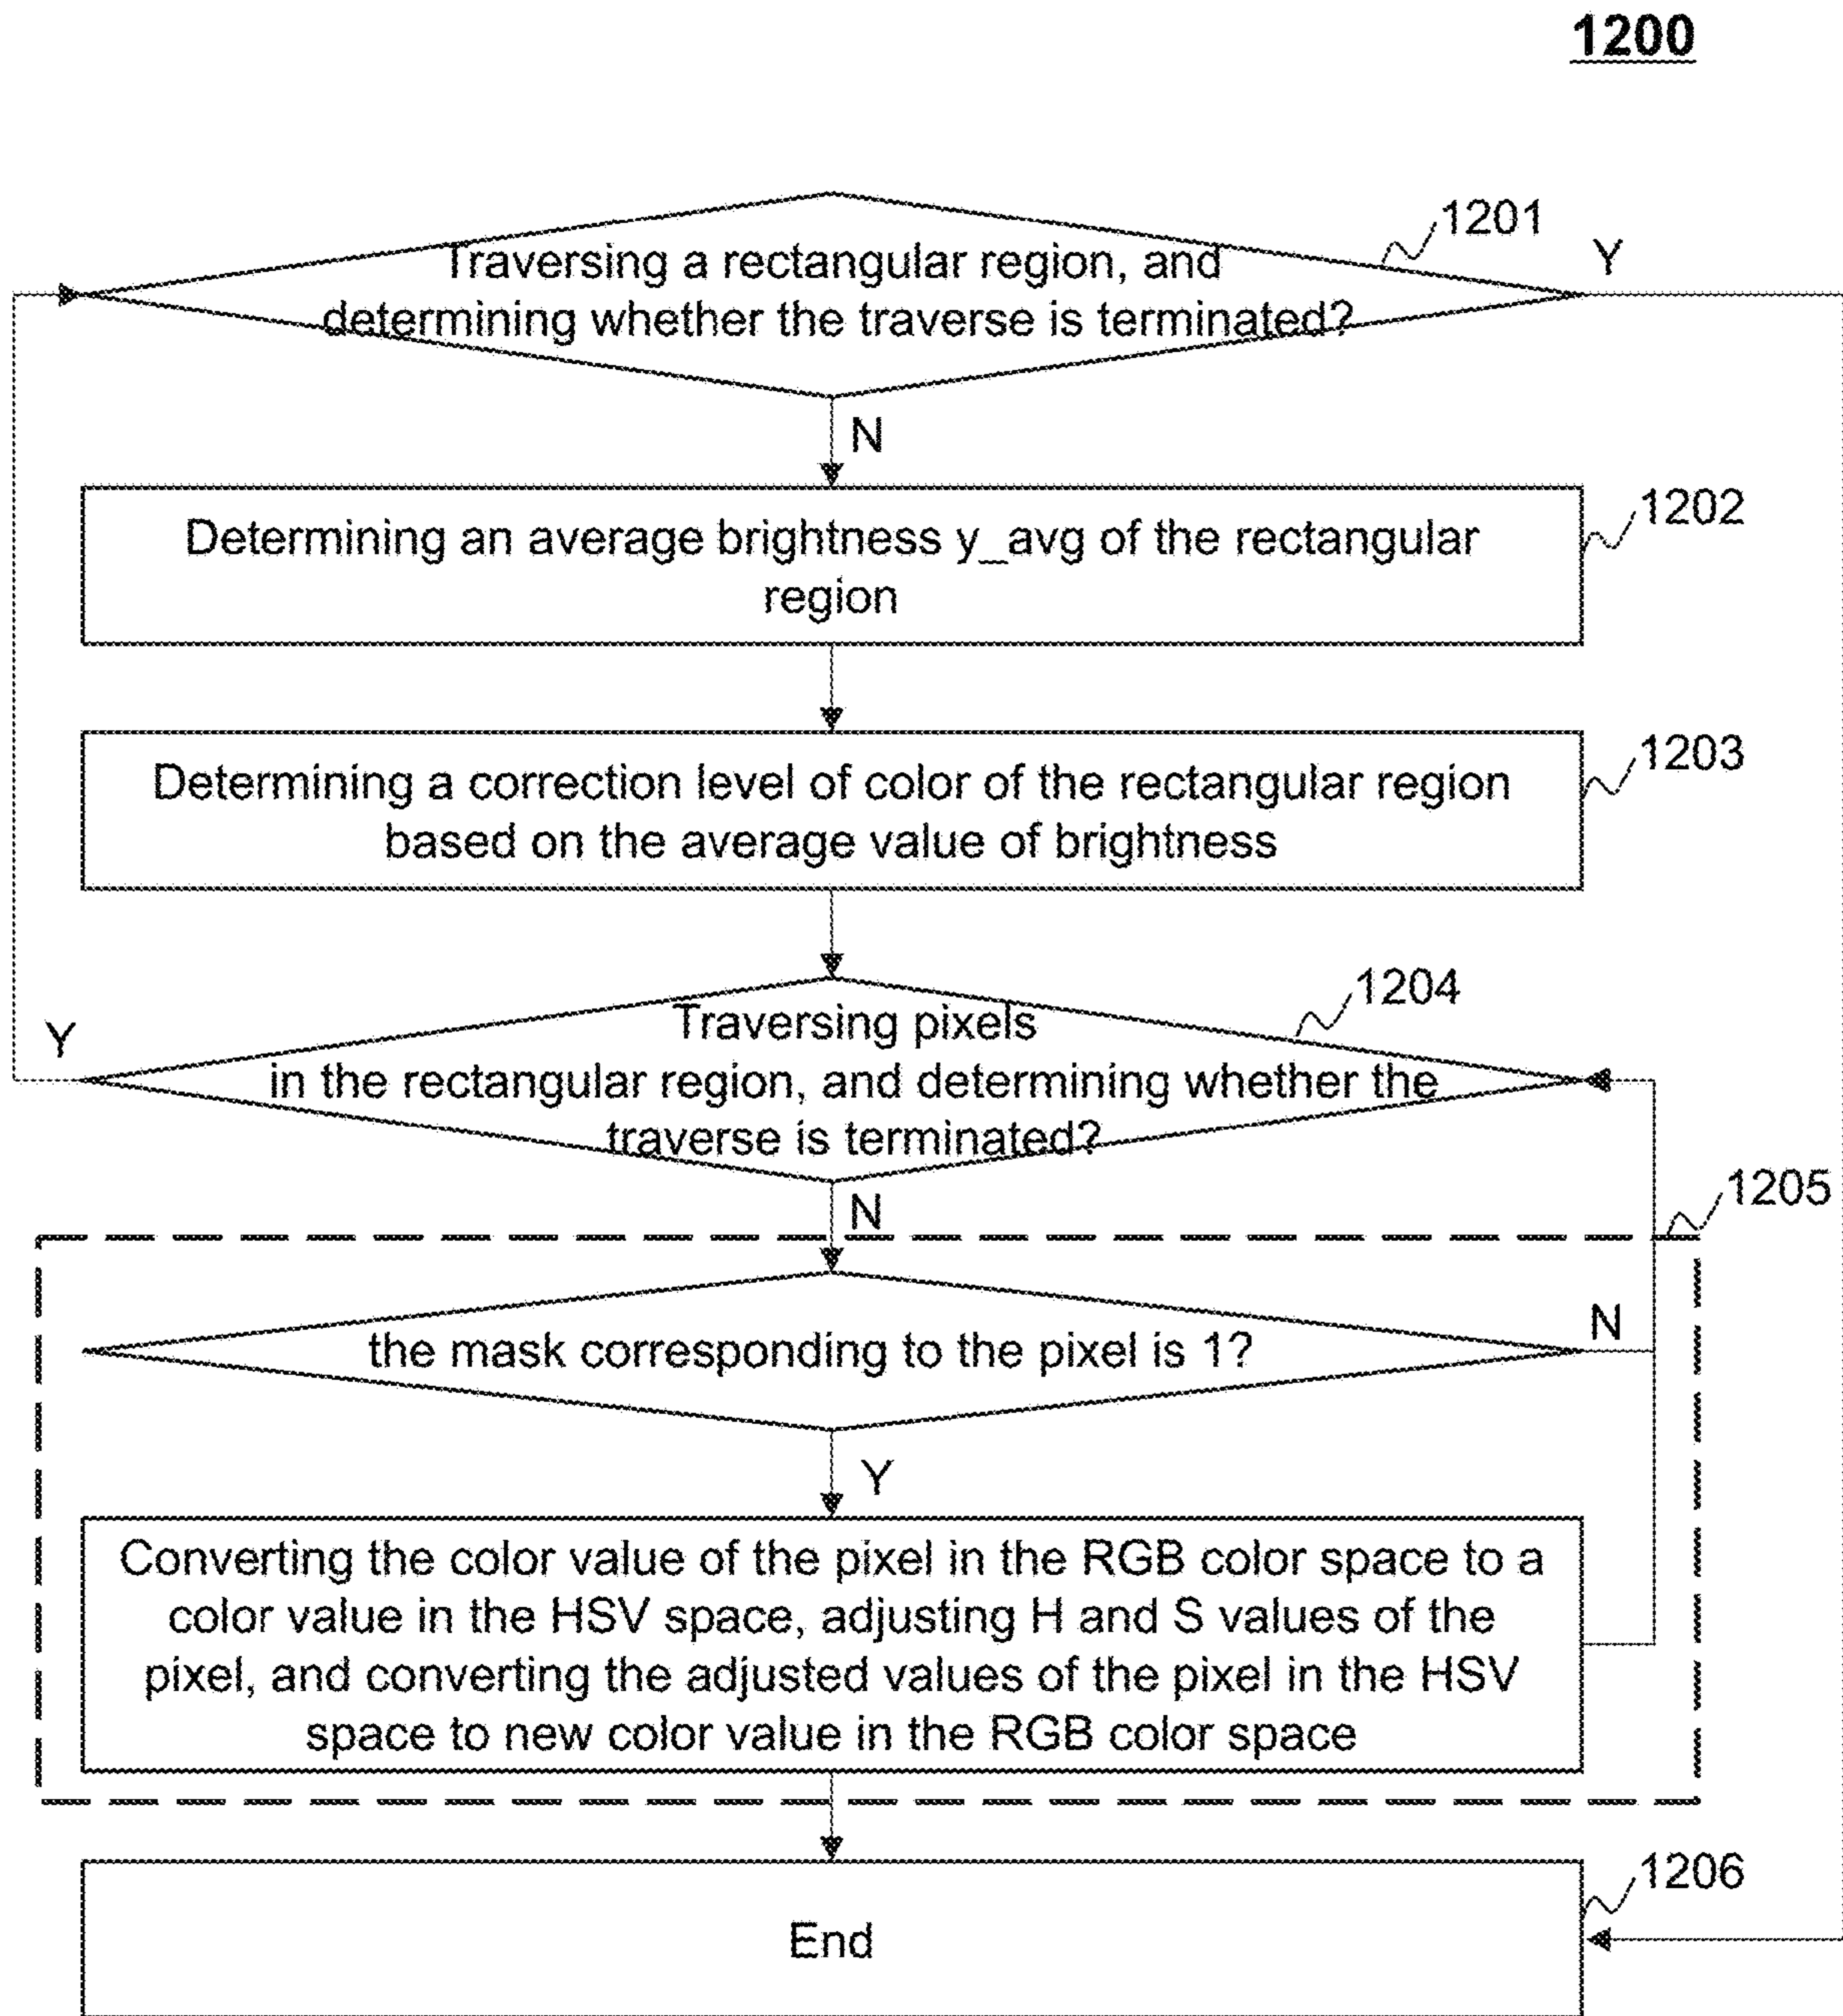 1200
1201
Y
Traversing a rectangular region, and
determining whether the traverse is terminated?
N
1202
Determining an average brightness y_avg of the rectangular
region
1203
Determining a correction level of color of the rectangular region
based on the average value of brightness
1204
Y
Traversing pixels
in the rectangular region, and determining whether the
traverse is terminated?
N
1205
the mask corresponding to the pixel is 1?
N
Y
Converting the color value of the pixel in the RGB color space to a
color value in the HSV space, adjusting H and S values of the
pixel, and converting the adjusted values of the pixel in the HSV
space to new color value in the RGB color space
1206
End